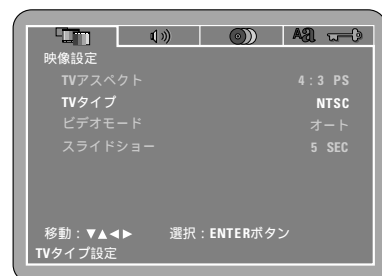 Aあ
映像設定
TVアスペクト 4:3 PS
TVタイプ NTSC
ビデオモード オート
スライドショー 5 SEC
移動：▼▲◀▶ 選択：ENTERボタン
TVタイプ設定